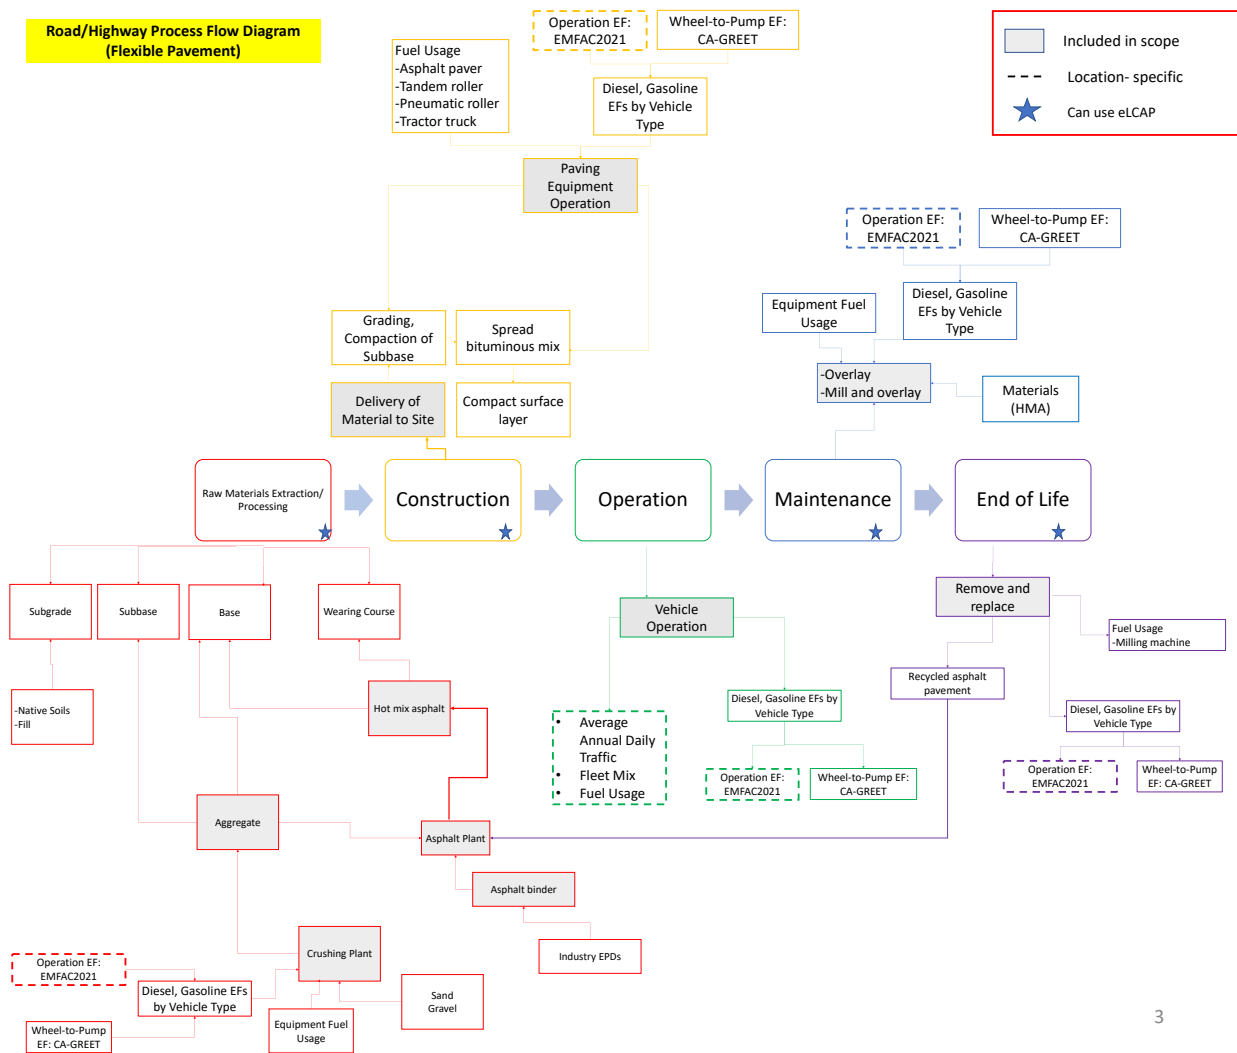 Road/Highway Process Flow Diagram
(Flexible Pavement)
Operation EF:
EMFAC2021
Wheel-to-Pump EF:
CA-GREET
Included in scope
Location- specific
Can use eLCAP
Fuel Usage
-Asphalt paver
-Tandem roller
-Pneumatic roller
-Tractor truck
Diesel, Gasoline
EFs by Vehicle
Type
Paving
Equipment
Operation
Operation EF:
EMFAC2021
Wheel-to-Pump EF:
CA-GREET
Equipment Fuel
Usage
Diesel, Gasoline
EFs by Vehicle
Type
Grading,
Compaction of
Subbase
Spread
bituminous mix
-Overlay
-Mill and overlay
Materials
(HMA)
Delivery of
Material to Site
Compact surface
layer
Raw Materials Extraction/
Processing
Construction
Operation
Maintenance
End of Life
Subgrade
Subbase
Base
Wearing Course
Vehicle
Operation
Remove and
replace
Fuel Usage
-Milling machine
-Native Soils
-Fill
Hot mix asphalt
Recycled asphalt
pavement
• Average
Annual Daily
Traffic
• Fleet Mix
• Fuel Usage
Diesel, Gasoline EFs by
Vehicle Type
Diesel, Gasoline EFs by
Vehicle Type
Operation EF:
EMFAC2021
Wheel-to-Pump EF:
CA-GREET
Operation EF:
EMFAC2021
Wheel-to-Pump
EF: CA-GREET
Aggregate
Asphalt Plant
Asphalt binder
Industry EPDs
Crushing Plant
Operation EF:
EMFAC2021
Diesel, Gasoline EFs
by Vehicle Type
Sand
Gravel
Wheel-to-Pump
EF: CA-GREET
Equipment Fuel
Usage
3